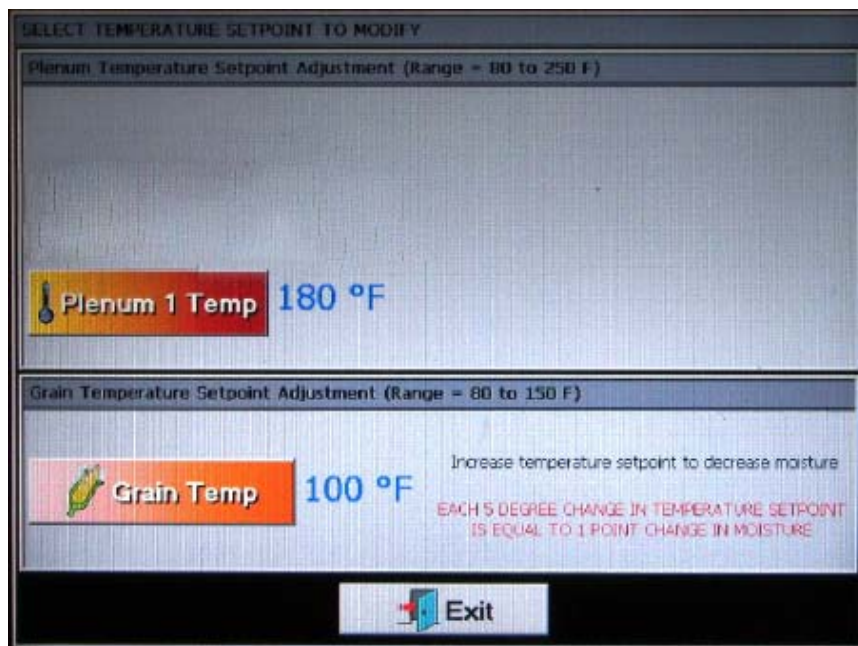 SELECT TEMPERATURE SETPOINT TO MODIFY
Plenum Temperature Setpoint Adjustment (Range = 80 to 250 F)
Plenum 1 Temp
180 °F
Grain Temperature Setpoint Adjustment (Range = 80 to 150 F)
Grain Temp
100 °F
Increase temperature setpoint to decrease moisture
EACH 5 DEGREE CHANGE IN TEMPERATURE SETPOINT
IS EQUAL TO 1 POINT CHANGE IN MOISTURE
Exit